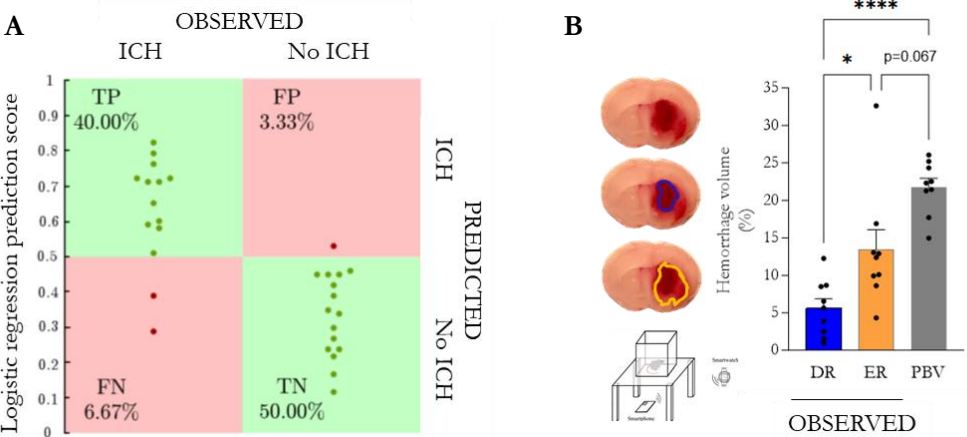 A
OBSERVED
ICH
No ICH
Logistic regression prediction score
1
0.9
0.8
0.7
0.6
0.5
0.4
0.3
0.2
0.1
0
TP
40.00%
FP
3.33%
FN
6.67%
TN
50.00%
ICH
No ICH
PREDICTED
B
Smartwatch
Smartphone
Hemorrhage volume
(%)
35
30
25
20
15
10
5
0
****
*
p=0.067
DR
ER
PBV
OBSERVED